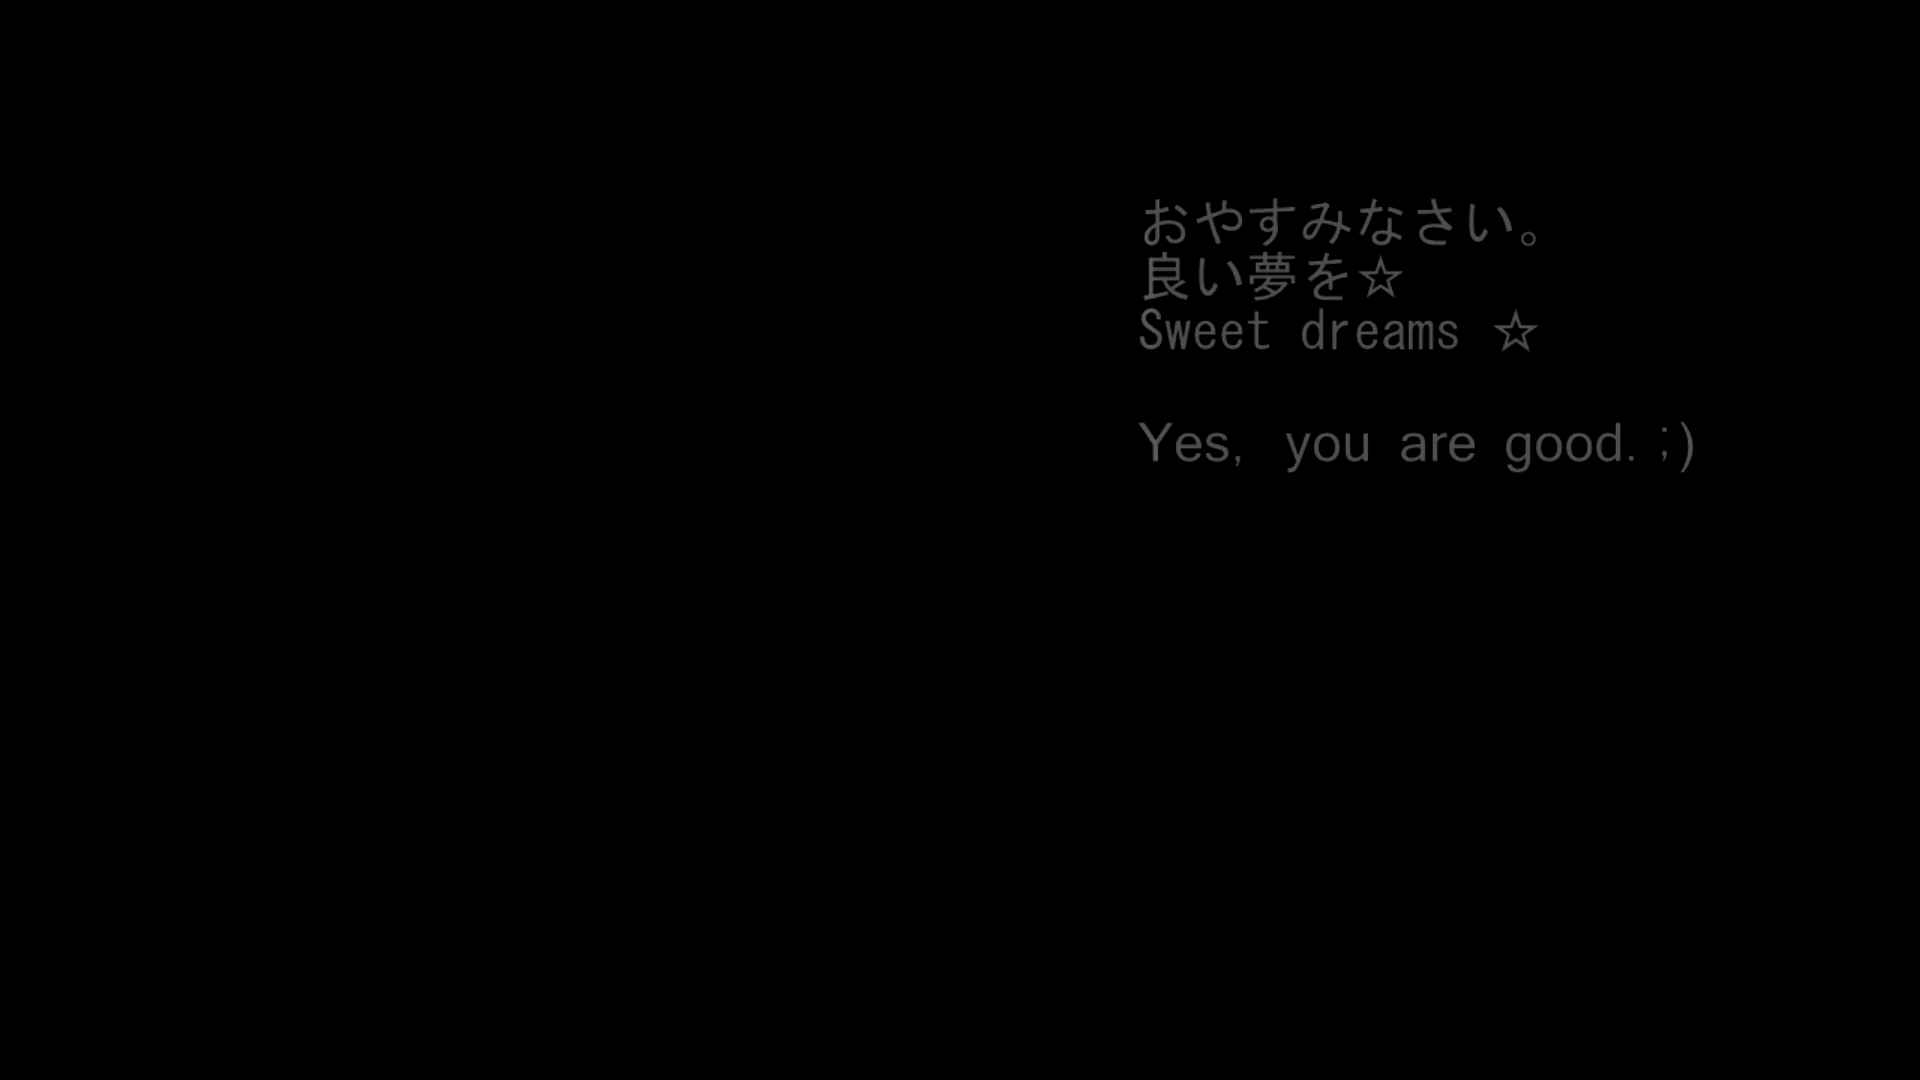 おやすみなさい。
良い夢を☆
Sweet dreams ☆
Yes, you are good. ;)